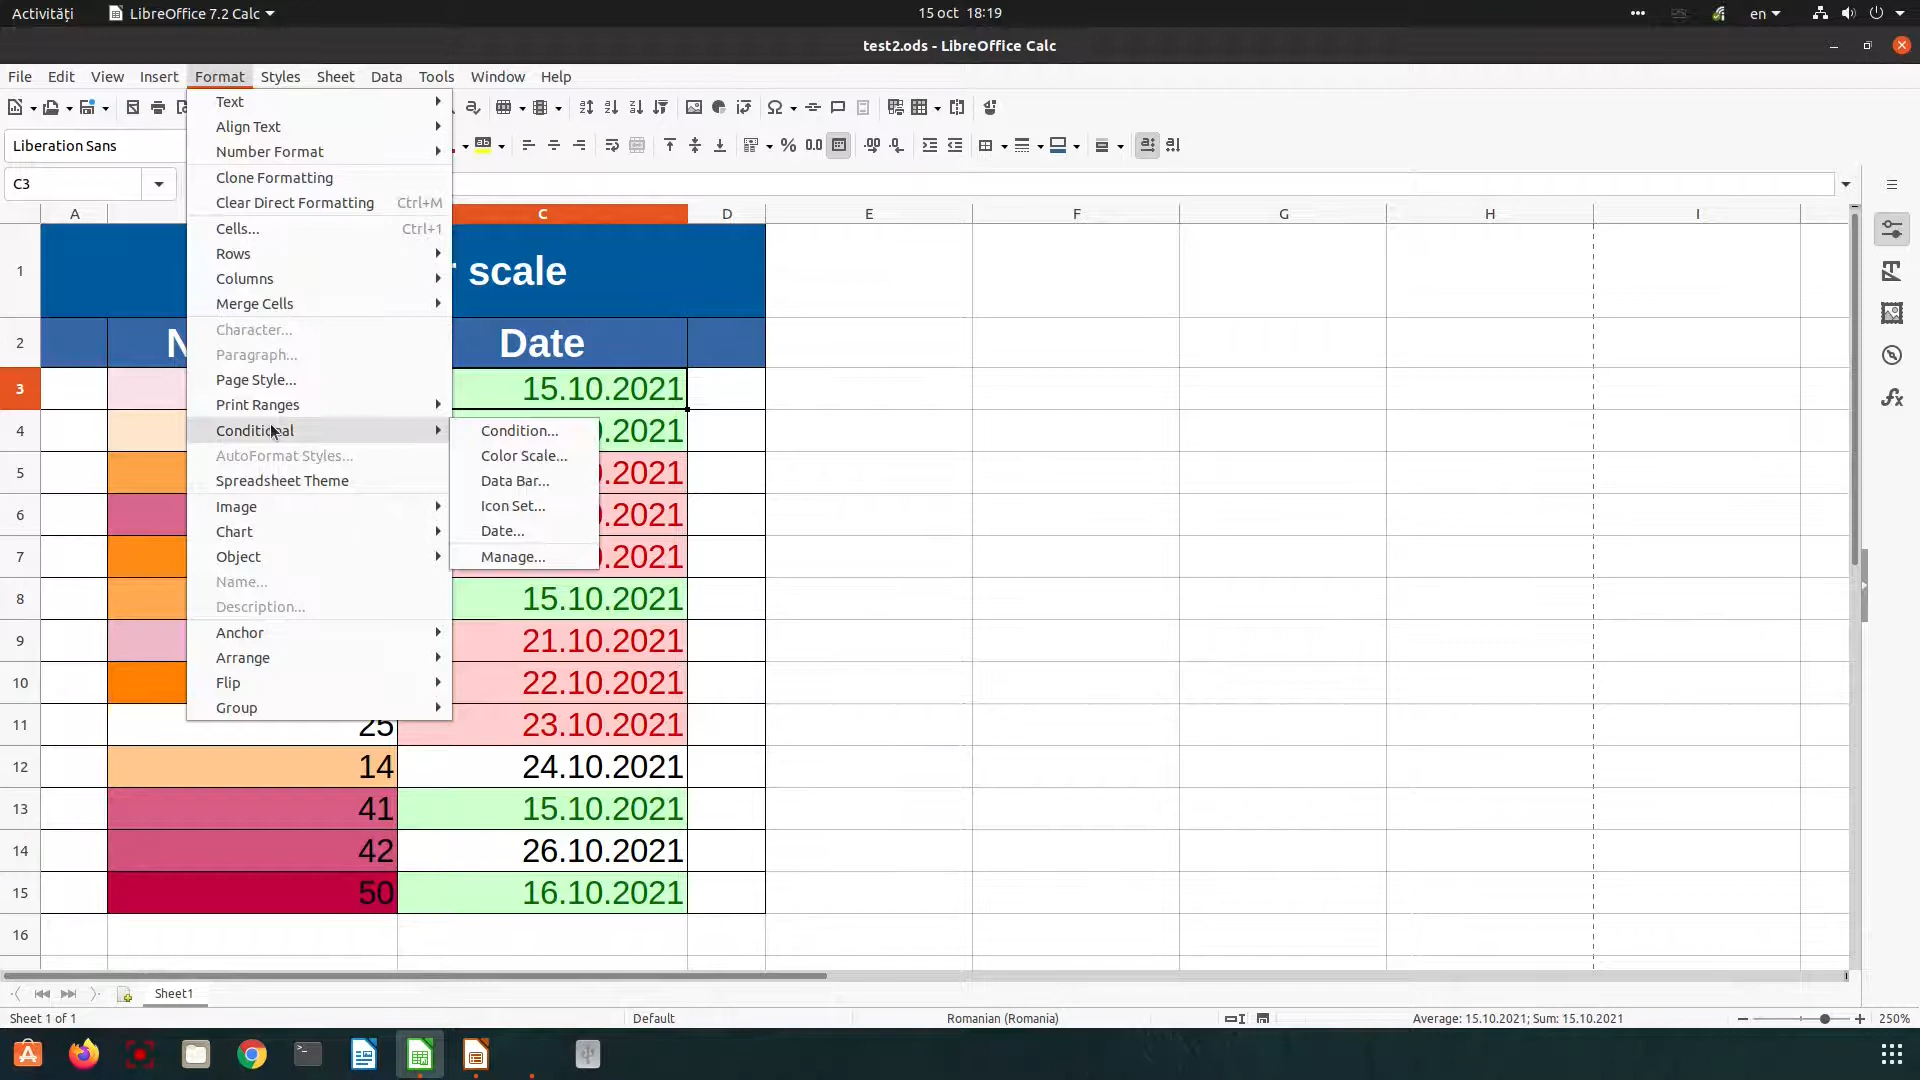 Activități LibreOffice 7.2 Calc 15 oct 18:19 en
test2.ods - LibreOffice Calc
File Edit View Insert Format Styles Sheet Data Tools Window Help
Liberation Sans
C3
Text
Align Text
Number Format
Clone Formatting
Clear Direct Formatting Ctrl+M
Cells... Ctrl+1
Rows
Columns
Merge Cells
Character...
Paragraph...
Page Style...
Print Ranges
Conditional
AutoFormat Styles...
Spreadsheet Theme
Image
Chart
Object
Name...
Description...
Anchor
Arrange
Flip
Group
Condition...
Color Scale...
Data Bar...
Icon Set...
Date...
Manage...
A C D E F G H I
1 scale
2 N Date
3 15.10.2021
4 .2021
5 .2021
6 .2021
7 .2021
8 15.10.2021
9 21.10.2021
10 22.10.2021
11 25 23.10.2021
12 14 24.10.2021
13 41 15.10.2021
14 42 26.10.2021
15 50 16.10.2021
16
Sheet1
Sheet 1 of 1 Default Romanian (Romania) Average: 15.10.2021; Sum: 15.10.2021 250%